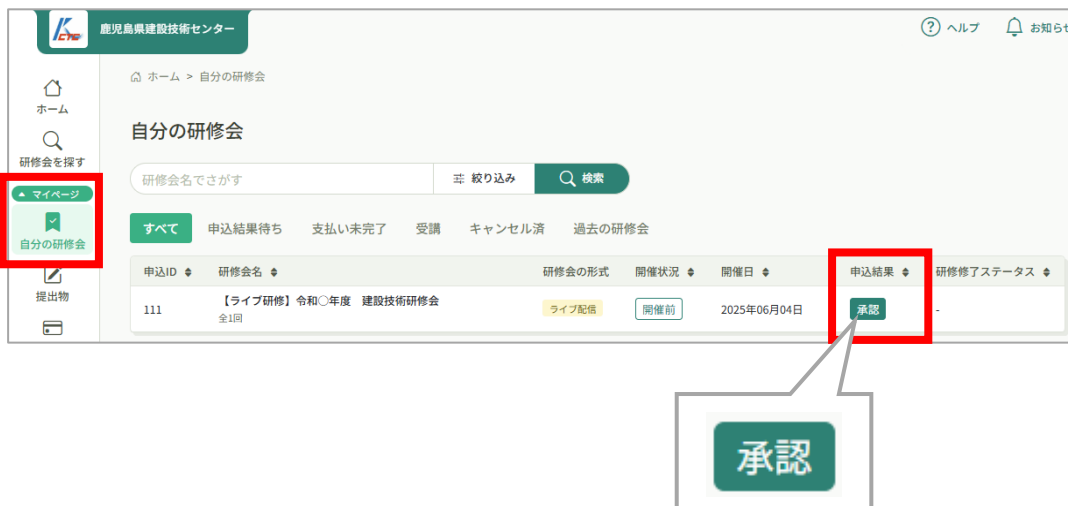 KCTC 鹿児島県建設技術センター
ヘルプ お知らせ
ホーム > 自分の研修会
ホーム
研修会を探す
マイページ
自分の研修会
提出物
自分の研修会
研修会名でさがす 絞り込み 検索
すべて 申込結果待ち 支払い未完了 受講 キャンセル済 過去の研修会
申込ID 研修会名 研修会の形式 開催状況 開催日 申込結果 研修修了ステータス
111 【ライブ研修】令和〇年度 建設技術研修会 ライブ配信 開催前 2025年06月04日 承認 -
全1回
承認